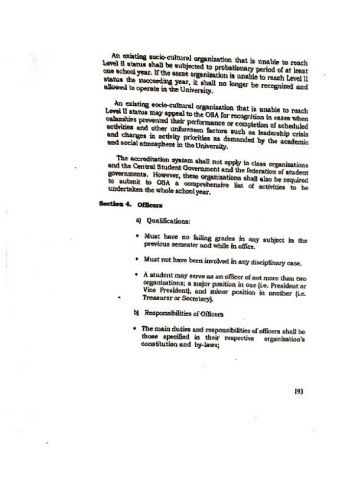 An existing socio-cultural organization that is unable to reach
Level II status shall be subjected to probationary period of at least
one school year. If the same organization is unable to reach Level II
status the succeeding year, it shall no longer be recognized and
allowed to operate in the University.
An existing socio-cultural organization that is unable to reach
Level II status may appeal to the OSA for recognition in cases when
calamities prevented their performance or completion of scheduled
activities and other unforeseen factors such as leadership crisis
and changes in activity priorities as demanded by the academic
and social atmosphere in the University.
The accreditation system shall not apply to class organizations
and the Central Student Government and the federation of student
governments. However, these organizations shall also be required
to submit to OSA a comprehensive list of activities to be
undertaken the whole school year.
Section 4. Officers
a) Qualifications:
• Must have no failing grades in any subject in the
previous semester and while in office.
• Must not have been involved in any disciplinary case.
• A student may serve as an officer of not more than two
organizations; a major position in one (i.e. President or
Vice President), and minor position in another (i.e.
Treasurer or Secretary).
b) Responsibilities of Officers
• The main duties and responsibilities of officers shall be
those specified in their respective organization's
constitution and by-laws;
193